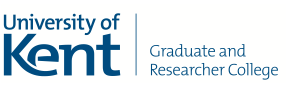 University of
Kent
Graduate and
Researcher College